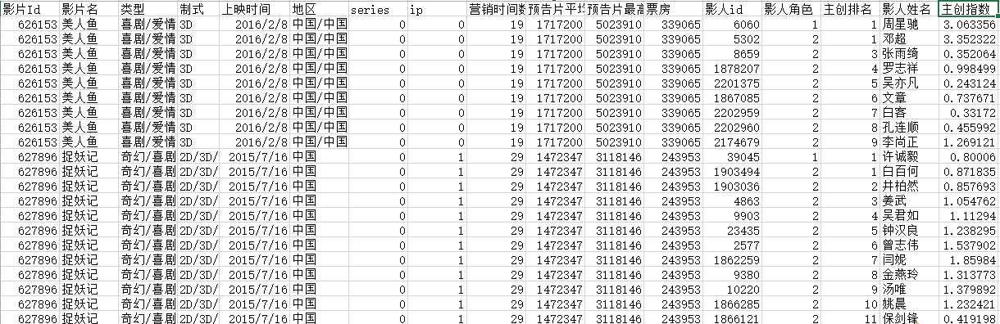 影片Id 影片名 类型 制式 上映时间 地区 series ip 营销时间数 预告片平均 预告片最高 票房 影人id 影人角色 主创排名 影人姓名 主创指数
626153 美人鱼 喜剧/爱情 3D 2016/2/8 中国/中国 0 0 19 1717200 5023910 339065 6060 1 1 周星驰 3.063356
626153 美人鱼 喜剧/爱情 3D 2016/2/8 中国/中国 0 0 19 1717200 5023910 339065 5302 2 1 邓超 3.352322
626153 美人鱼 喜剧/爱情 3D 2016/2/8 中国/中国 0 0 19 1717200 5023910 339065 8659 2 3 张雨绮 0.352064
626153 美人鱼 喜剧/爱情 3D 2016/2/8 中国/中国 0 0 19 1717200 5023910 339065 1878207 2 4 罗志祥 0.998499
626153 美人鱼 喜剧/爱情 3D 2016/2/8 中国/中国 0 0 19 1717200 5023910 339065 2201375 2 5 吴亦凡 0.243124
626153 美人鱼 喜剧/爱情 3D 2016/2/8 中国/中国 0 0 19 1717200 5023910 339065 1867085 2 6 文章 0.737671
626153 美人鱼 喜剧/爱情 3D 2016/2/8 中国/中国 0 0 19 1717200 5023910 339065 2202959 2 7 白客 0.33172
626153 美人鱼 喜剧/爱情 3D 2016/2/8 中国/中国 0 0 19 1717200 5023910 339065 2202960 2 8 孔连顺 0.455992
626153 美人鱼 喜剧/爱情 3D 2016/2/8 中国/中国 0 0 19 1717200 5023910 339065 2174679 2 9 李尚正 1.269121
627896 捉妖记 奇幻/喜剧 2D/3D/ 2015/7/16 中国 0 1 29 1472347 3118146 243953 39045 1 1 许诚毅 0.80006
627896 捉妖记 奇幻/喜剧 2D/3D/ 2015/7/16 中国 0 1 29 1472347 3118146 243953 1903494 2 1 白百何 0.871835
627896 捉妖记 奇幻/喜剧 2D/3D/ 2015/7/16 中国 0 1 29 1472347 3118146 243953 1903036 2 2 井柏然 0.857693
627896 捉妖记 奇幻/喜剧 2D/3D/ 2015/7/16 中国 0 1 29 1472347 3118146 243953 4863 2 3 姜武 1.054762
627896 捉妖记 奇幻/喜剧 2D/3D/ 2015/7/16 中国 0 1 29 1472347 3118146 243953 9903 2 4 吴君如 1.11294
627896 捉妖记 奇幻/喜剧 2D/3D/ 2015/7/16 中国 0 1 29 1472347 3118146 243953 23435 2 5 钟汉良 1.238295
627896 捉妖记 奇幻/喜剧 2D/3D/ 2015/7/16 中国 0 1 29 1472347 3118146 243953 2577 2 6 曾志伟 1.537902
627896 捉妖记 奇幻/喜剧 2D/3D/ 2015/7/16 中国 0 1 29 1472347 3118146 243953 1862259 2 7 闫妮 1.85984
627896 捉妖记 奇幻/喜剧 2D/3D/ 2015/7/16 中国 0 1 29 1472347 3118146 243953 9380 2 8 金燕玲 1.313773
627896 捉妖记 奇幻/喜剧 2D/3D/ 2015/7/16 中国 0 1 29 1472347 3118146 243953 10220 2 9 汤唯 1.379892
627896 捉妖记 奇幻/喜剧 2D/3D/ 2015/7/16 中国 0 1 29 1472347 3118146 243953 1866285 2 10 姚晨 1.232421
627896 捉妖记 奇幻/喜剧 2D/3D/ 2015/7/16 中国 0 1 29 1472347 3118146 243953 1866121 2 11 保剑锋 0.419198